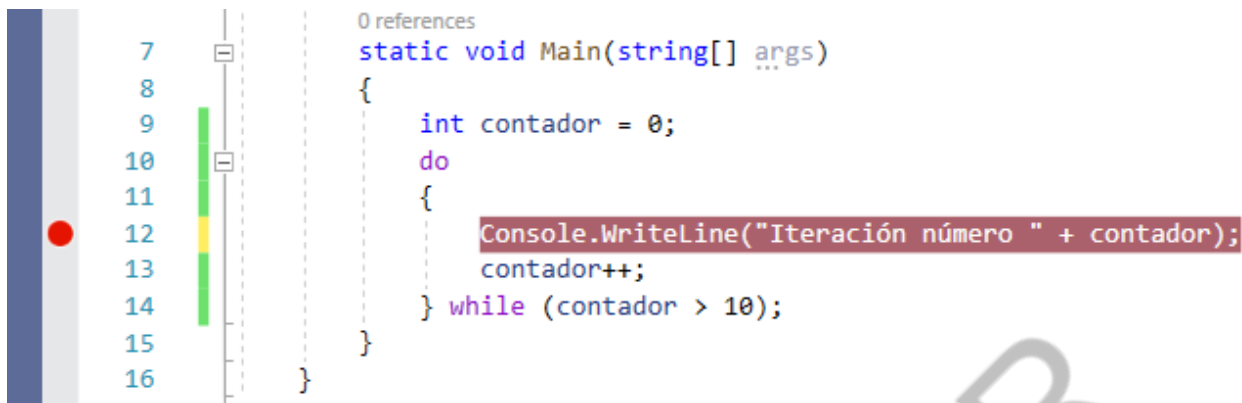 0 references
7 static void Main(string[] args)
8 {
9 int contador = 0;
10 do
11 {
12 Console.WriteLine("Iteración número " + contador);
13 contador++;
14 } while (contador > 10);
15 }
16 }